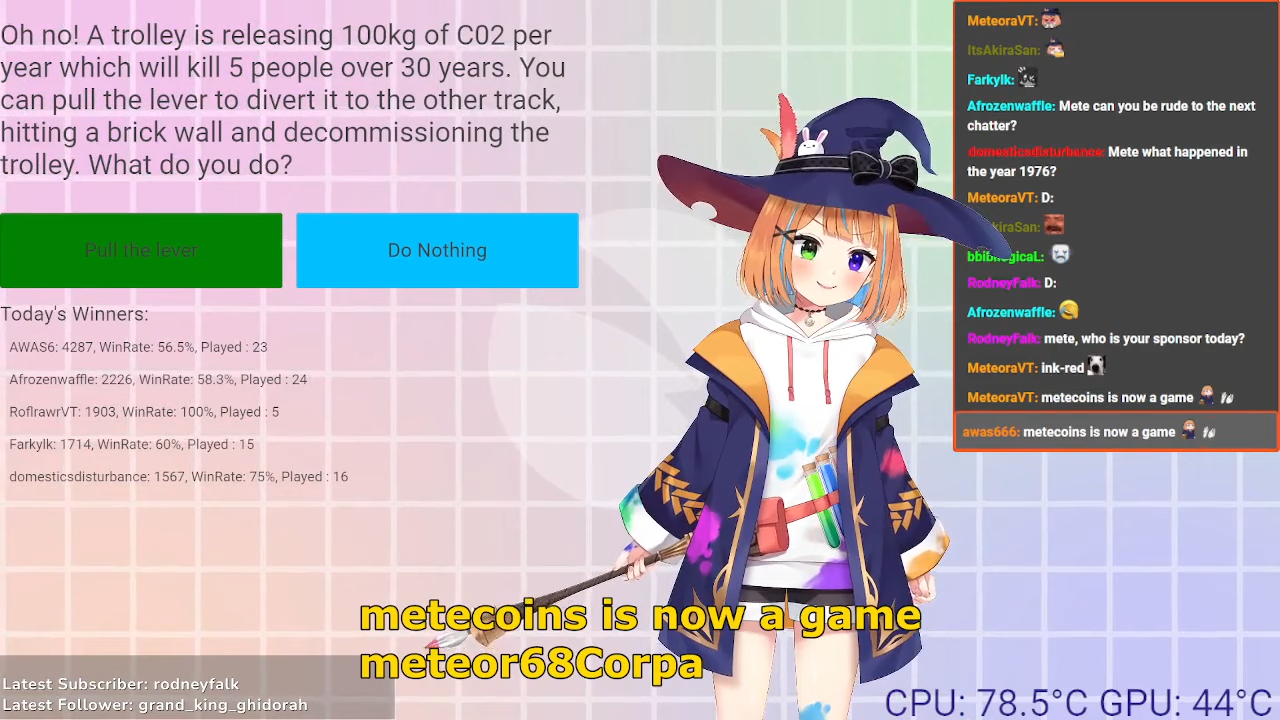 Oh no! A trolley is releasing 100kg of C02 per
year which will kill 5 people over 30 years. You
can pull the lever to divert it to the other track,
hitting a brick wall and decommissioning the
trolley. What do you do?
Pull the lever
Do Nothing
Today's Winners:
AWAS6: 4287, WinRate: 56.5%, Played : 23
Afrozenwaffle: 2226, WinRate: 58.3%, Played : 24
RoflrawrVT: 1903, WinRate: 100%, Played : 5
Farkylk: 1714, WinRate: 60%, Played : 15
domesticsdisturbance: 1567, WinRate: 75%, Played : 16
MeteoraVT:
ItsAkiraSan:
Farkylk:
Afrozenwaffle: Mete can you be rude to the next
chatter?
domesticsdisturbance: Mete what happened in
the year 1976?
MeteoraVT: D:
kiraSan:
RodneyFalk: D:
Afrozenwaffle:
RodneyFalk: mete, who is your sponsor today?
MeteoraVT: ink-red
MeteoraVT: metecoins is now a game
awas666: metecoins is now a game
metecoins is now a game
meteor68Corpa
Latest Subscriber: rodneyfalk
Latest Follower: grand_king_ghidorah
CPU: 78.5°C GPU: 44°C